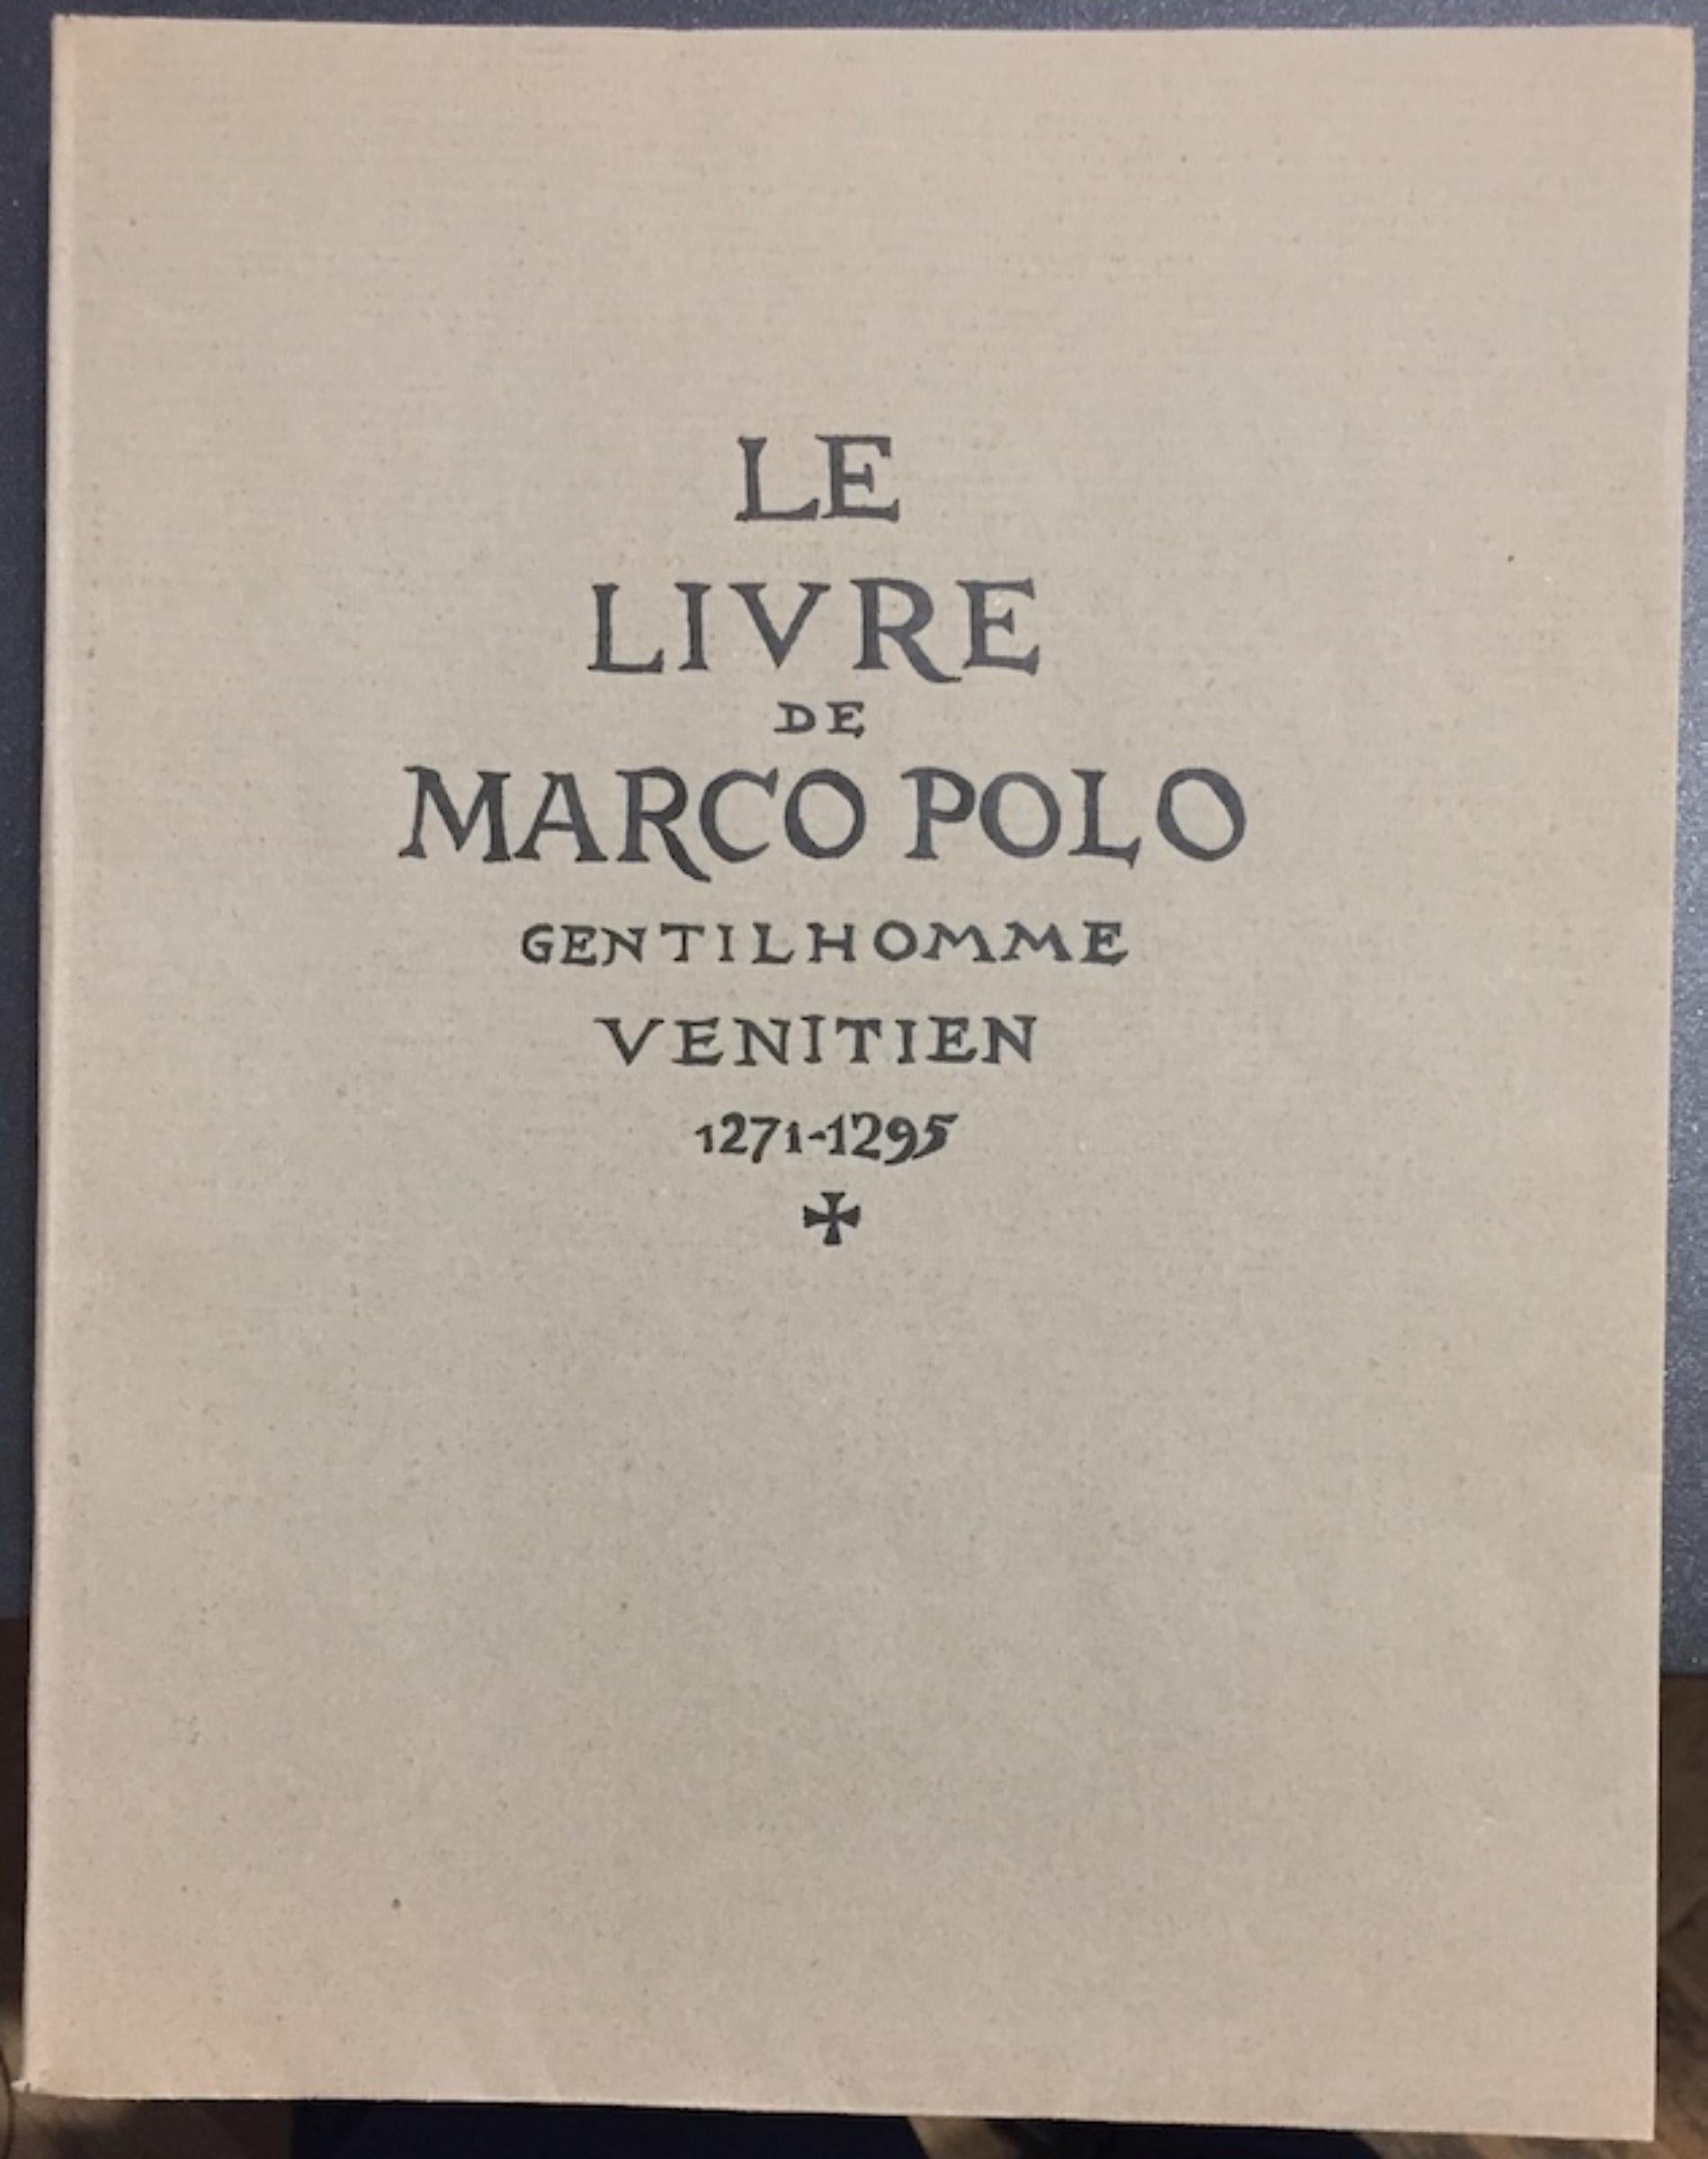 LE
LIVRE
DE
MARCO POLO
GENTILHOMME
VENITIEN
1271-1295